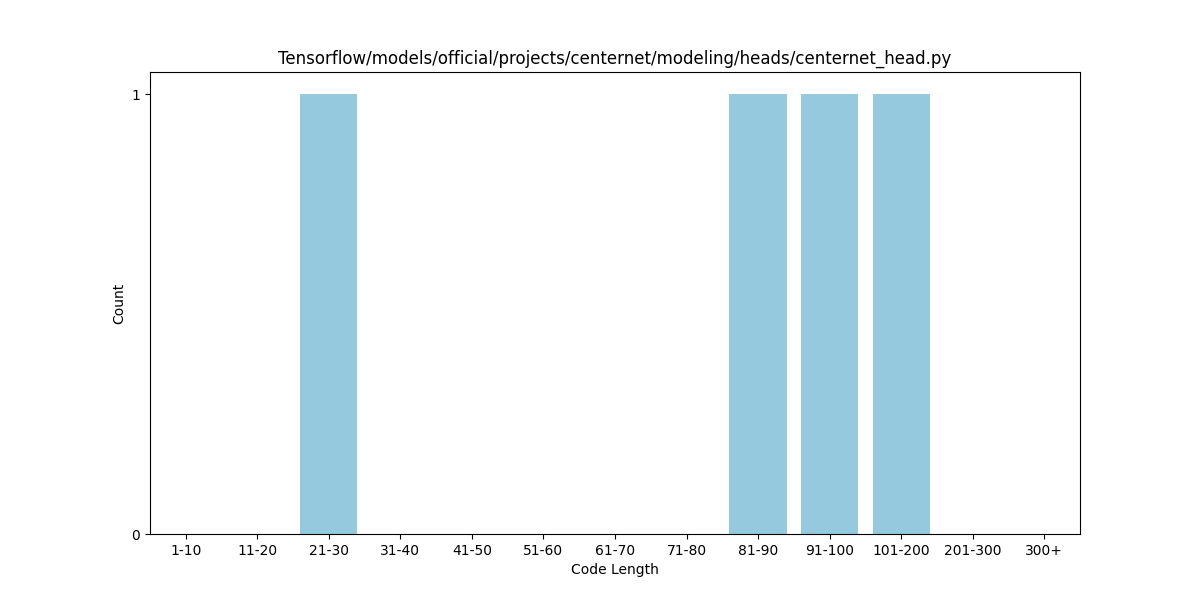 Tensorflow/models/official/projects/centernet/modeling/heads/centernet_head.py
1
Count
0
1-10 11-20 21-30 31-40 41-50 51-60 61-70 71-80 81-90 91-100 101-200 201-300 300+
Code Length